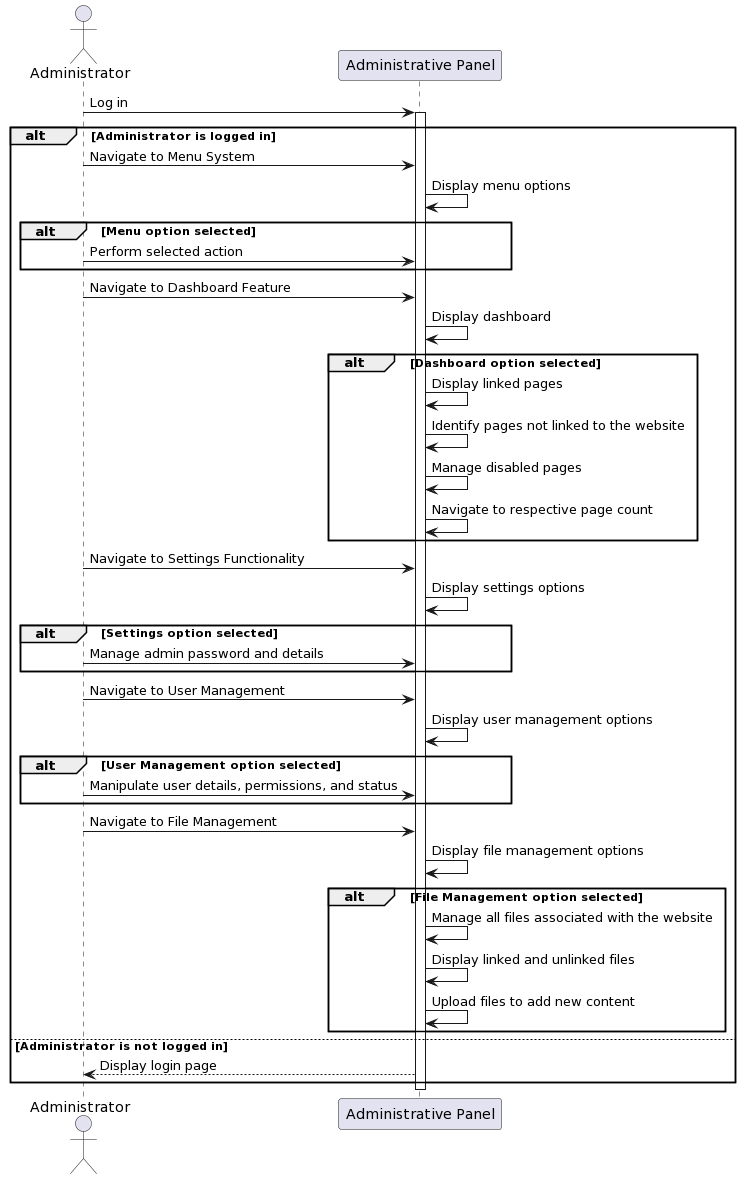 Administrator
Administrative Panel
Log in
alt [Administrator is logged in]
Navigate to Menu System
Display menu options
alt [Menu option selected]
Perform selected action
Navigate to Dashboard Feature
Display dashboard
alt [Dashboard option selected]
Display linked pages
Identify pages not linked to the website
Manage disabled pages
Navigate to respective page count
Navigate to Settings Functionality
Display settings options
alt [Settings option selected]
Manage admin password and details
Navigate to User Management
Display user management options
alt [User Management option selected]
Manipulate user details, permissions, and status
Navigate to File Management
Display file management options
alt [File Management option selected]
Manage all files associated with the website
Display linked and unlinked files
Upload files to add new content
[Administrator is not logged in]
Display login page
Administrator
Administrative Panel